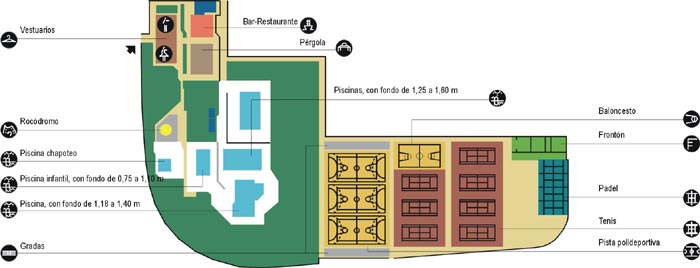 Vestuarios
Bar-Restaurante
Pérgola
Piscinas, con fondo de 1,25 a 1,60 m
Baloncesto
Rocódromo
Frontón
F
Piscina chapoteo
Piscina infantil, con fondo de 0,75 a 1,10 m
Padel
Piscina, con fondo de 1,18 a 1,40 m
Tenis
Gradas
Pista polideportiva